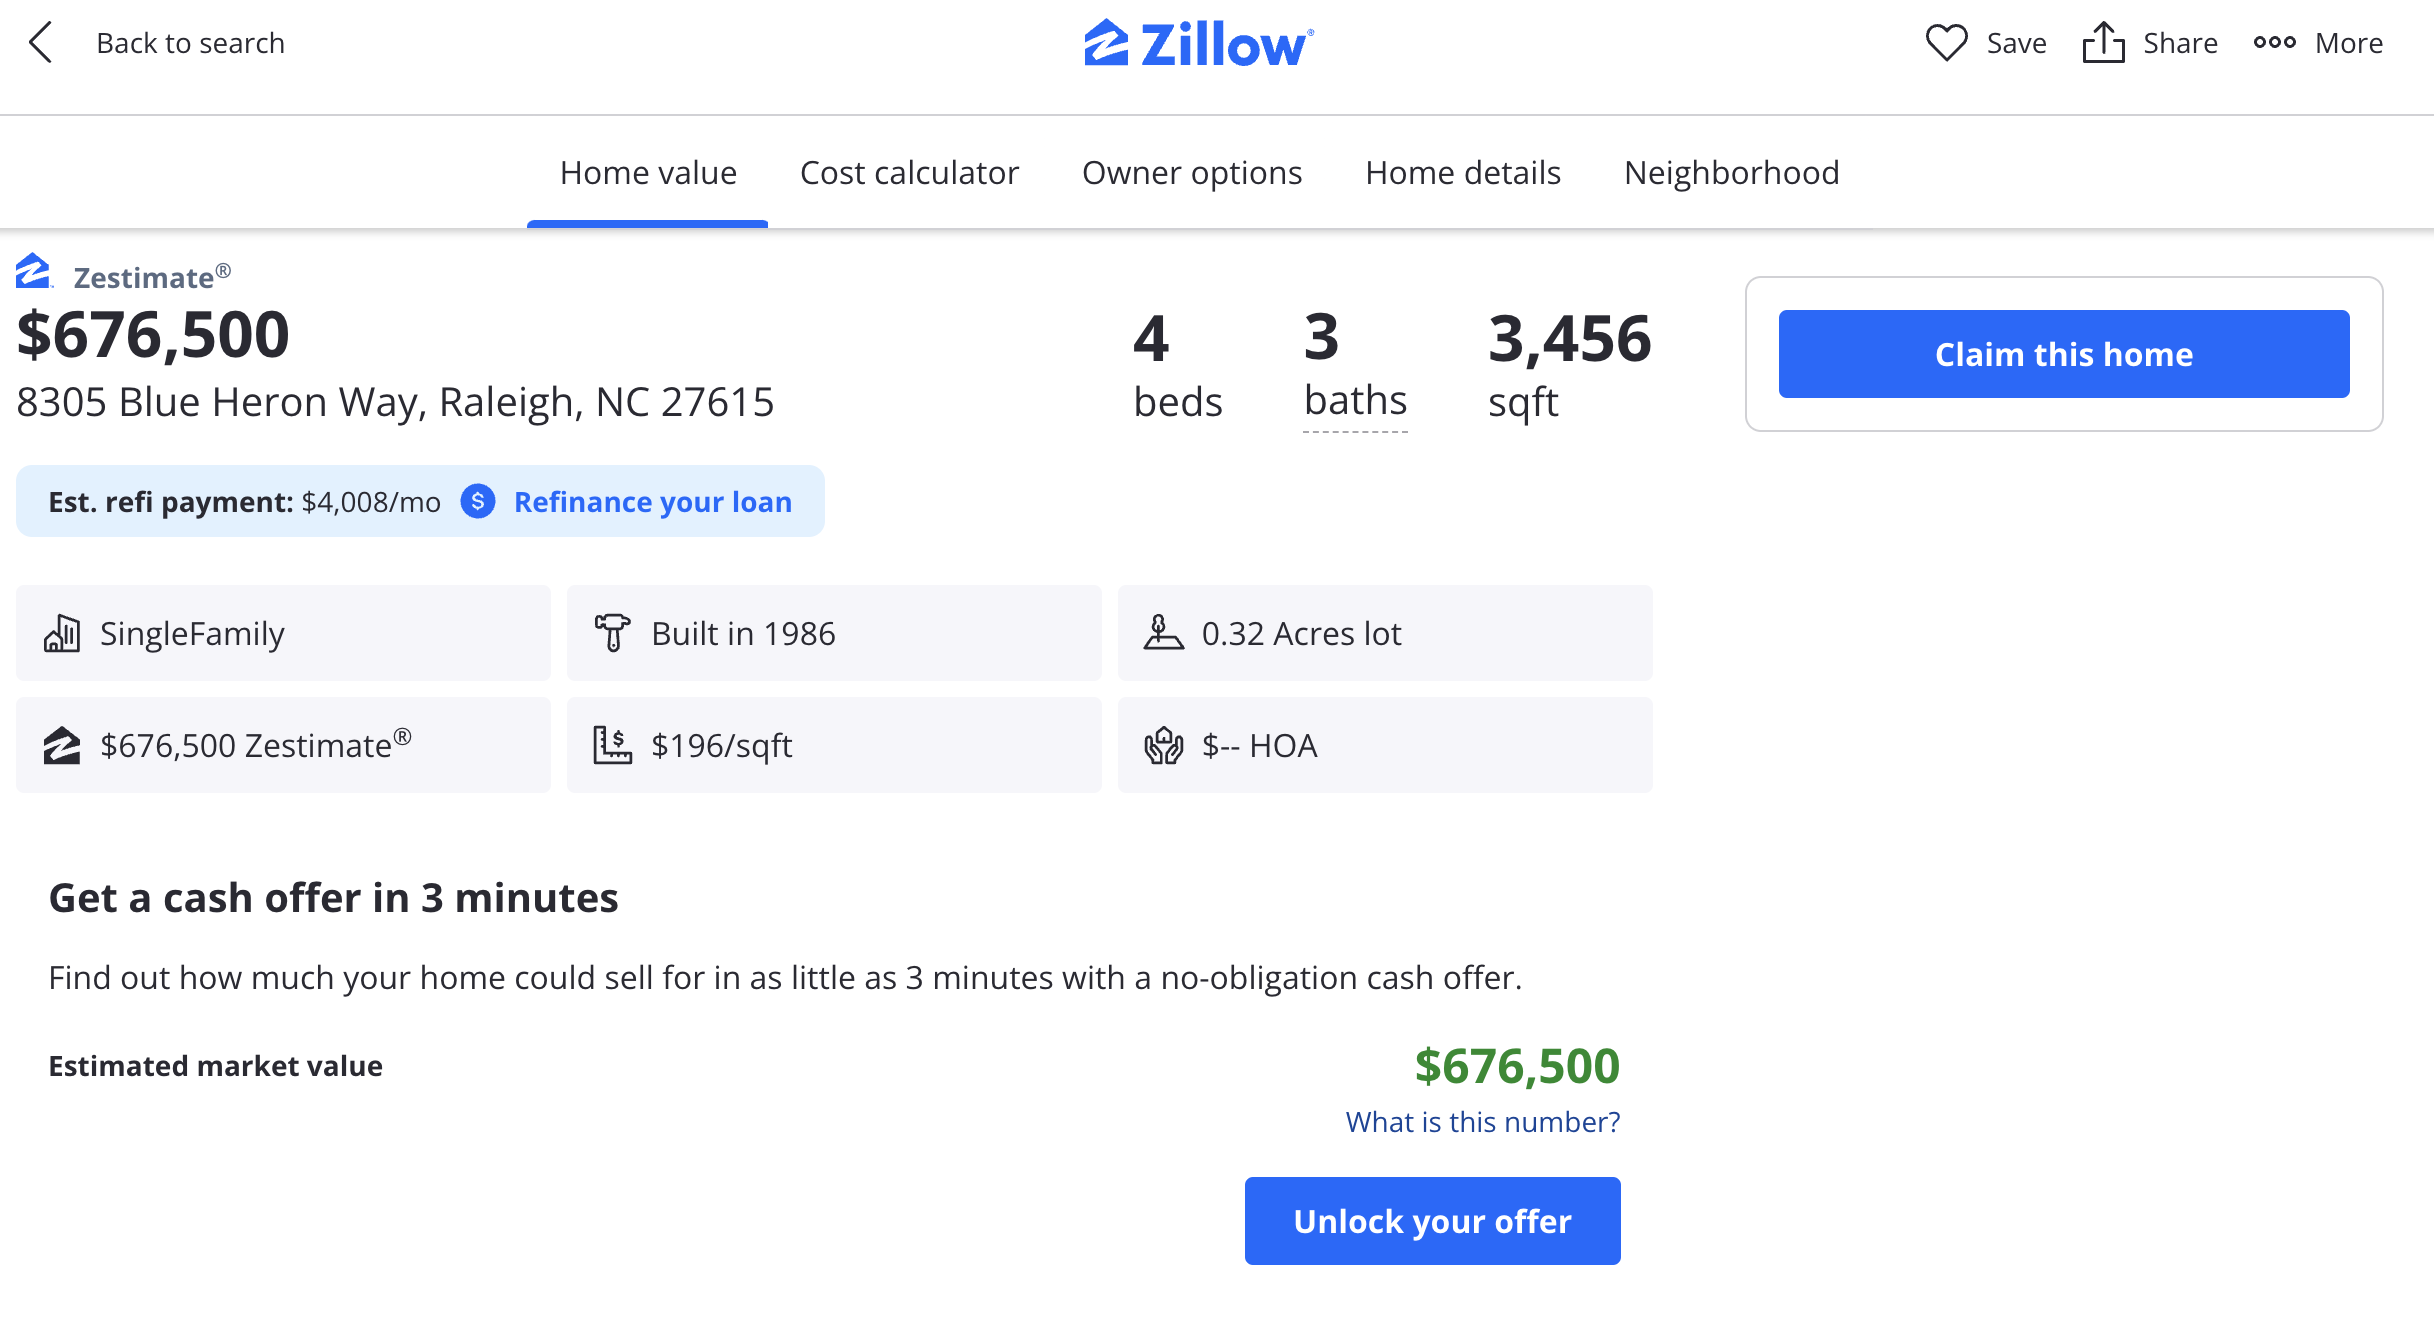 Back to search
Zillow®
Save
Share
More
Home value
Cost calculator
Owner options
Home details
Neighborhood
Zestimate®
$676,500
8305 Blue Heron Way, Raleigh, NC 27615
4
beds
3
baths
3,456
sqft
Claim this home
Est. refi payment: $4,008/mo $ Refinance your loan
SingleFamily
Built in 1986
0.32 Acres lot
$676,500 Zestimate®
$196/sqft
$-- HOA
Get a cash offer in 3 minutes
Find out how much your home could sell for in as little as 3 minutes with a no-obligation cash offer.
Estimated market value
$676,500
What is this number?
Unlock your offer